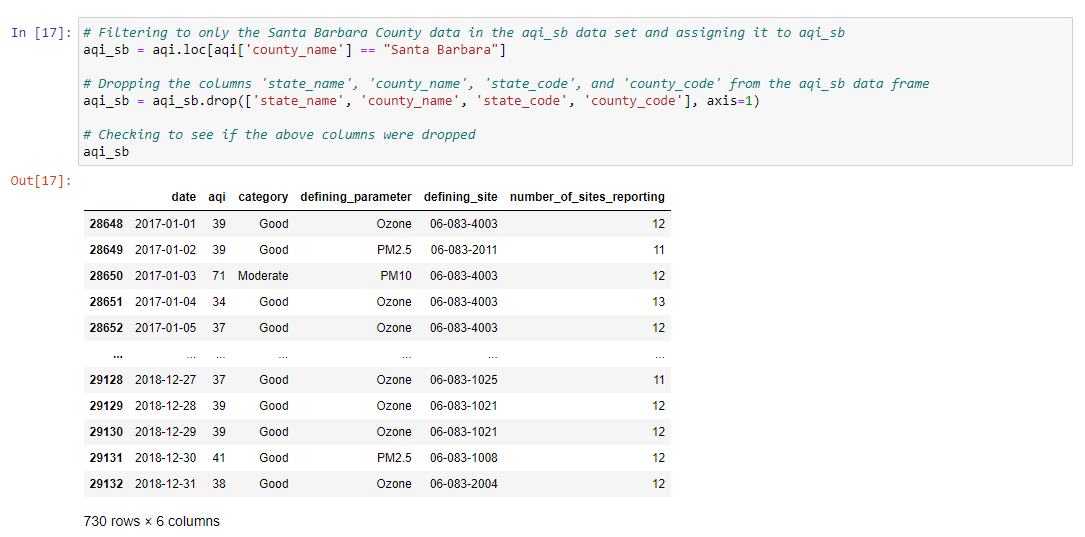 In [17]: # Filtering to only the Santa Barbara County data in the aqi_sb data set and assigning it to aqi_sb
aqi_sb = aqi.loc[aqi['county_name'] == "Santa Barbara"]
# Dropping the columns 'state_name', 'county_name', 'state_code', and 'county_code' from the aqi_sb data frame
aqi_sb = aqi_sb.drop(['state_name', 'county_name', 'state_code', 'county_code'], axis=1)
# Checking to see if the above columns were dropped
aqi_sb
Out[17]:
date aqi category defining_parameter defining_site number_of_sites_reporting
28648 2017-01-01 39 Good Ozone 06-083-4003 12
28649 2017-01-02 39 Good PM2.5 06-083-2011 11
28650 2017-01-03 71 Moderate PM10 06-083-4003 12
28651 2017-01-04 34 Good Ozone 06-083-4003 13
28652 2017-01-05 37 Good Ozone 06-083-4003 12
... ... ... ... ... ... ...
29128 2018-12-27 37 Good Ozone 06-083-1025 11
29129 2018-12-28 39 Good Ozone 06-083-1021 12
29130 2018-12-29 39 Good Ozone 06-083-1021 12
29131 2018-12-30 41 Good PM2.5 06-083-1008 12
29132 2018-12-31 38 Good Ozone 06-083-2004 12
730 rows × 6 columns